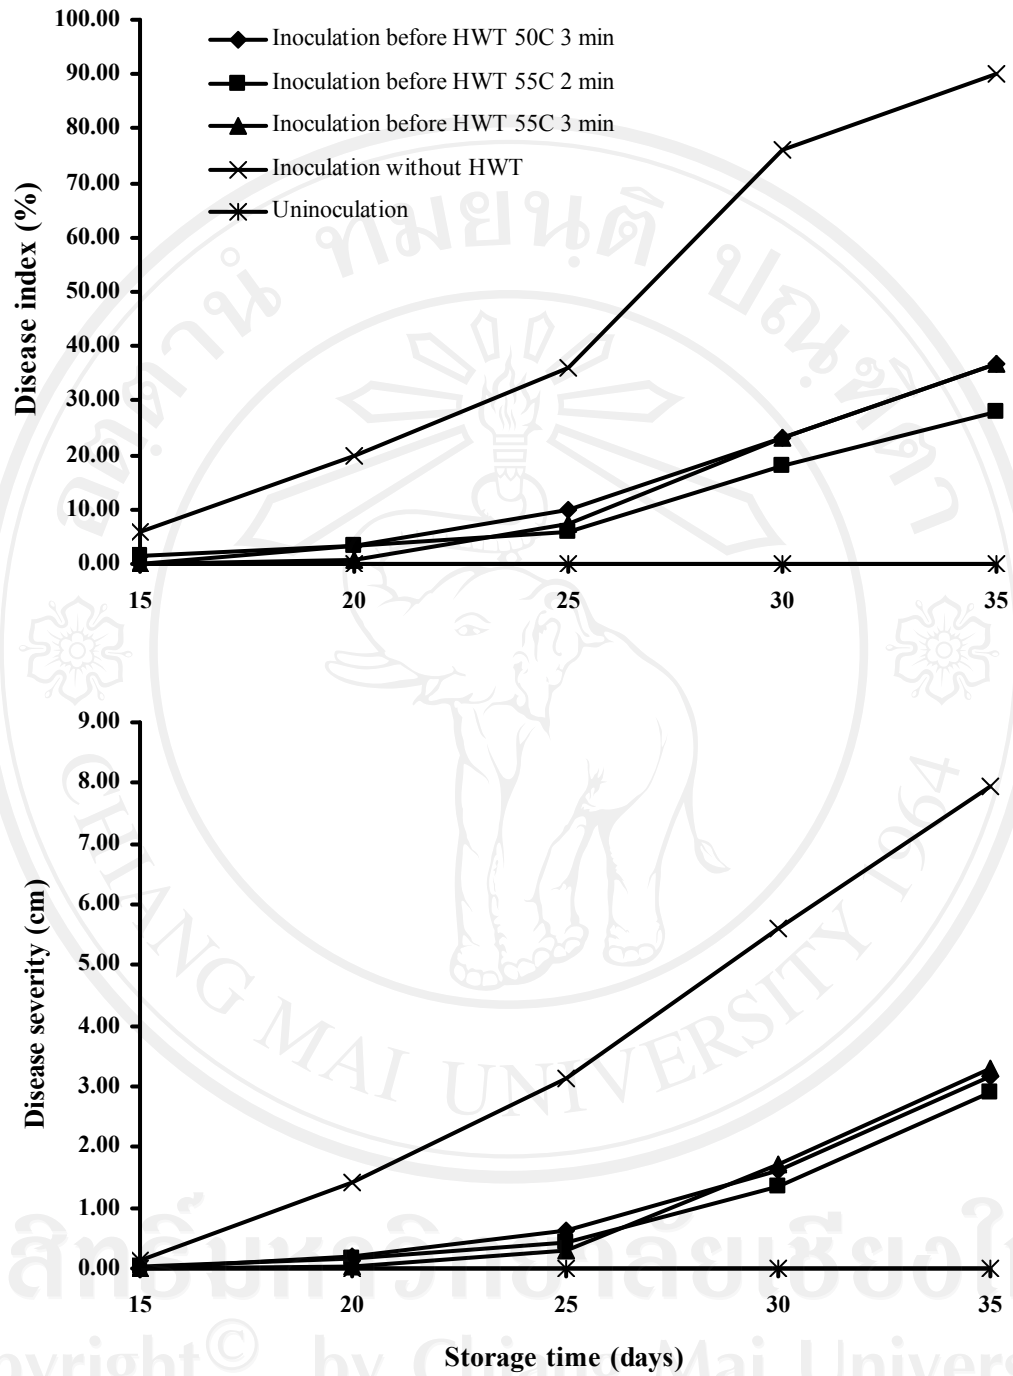 100.00
90.00
80.00
70.00
60.00
50.00
40.00
30.00
20.00
10.00
0.00
Disease index (%)
Inoculation before HWT 50C 3 min
Inoculation before HWT 55C 2 min
Inoculation before HWT 55C 3 min
Inoculation without HWT
Uninoculation
15 20 25 30 35
9.00
8.00
7.00
6.00
5.00
4.00
3.00
2.00
1.00
0.00
Disease severity (cm)
15 20 25 30 35
Storage time (days)
CHIANG MAI UNIVERSITY 1964
pyright© by Chiang Mai Univers